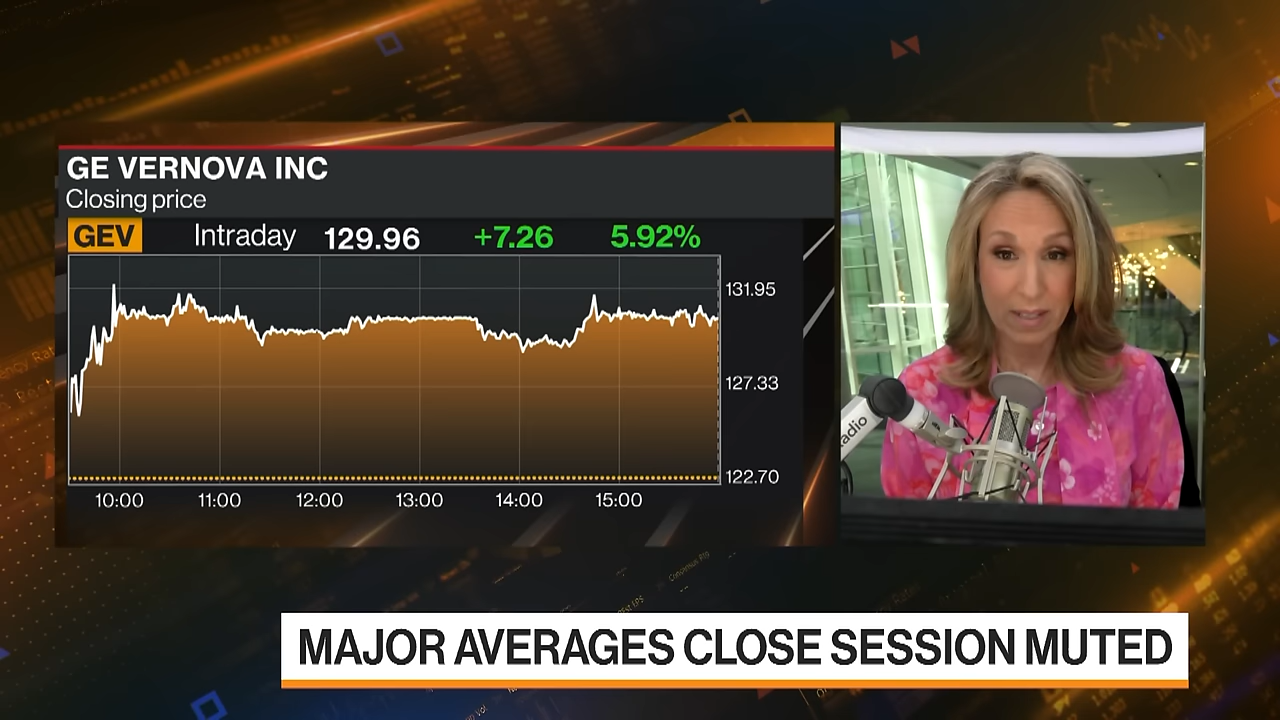 GE VERNOVA INC
Closing price
GEV Intraday 129.96 +7.26 5.92%
131.95
127.33
122.70
10:00 11:00 12:00 13:00 14:00 15:00
adio
MAJOR AVERAGES CLOSE SESSION MUTED